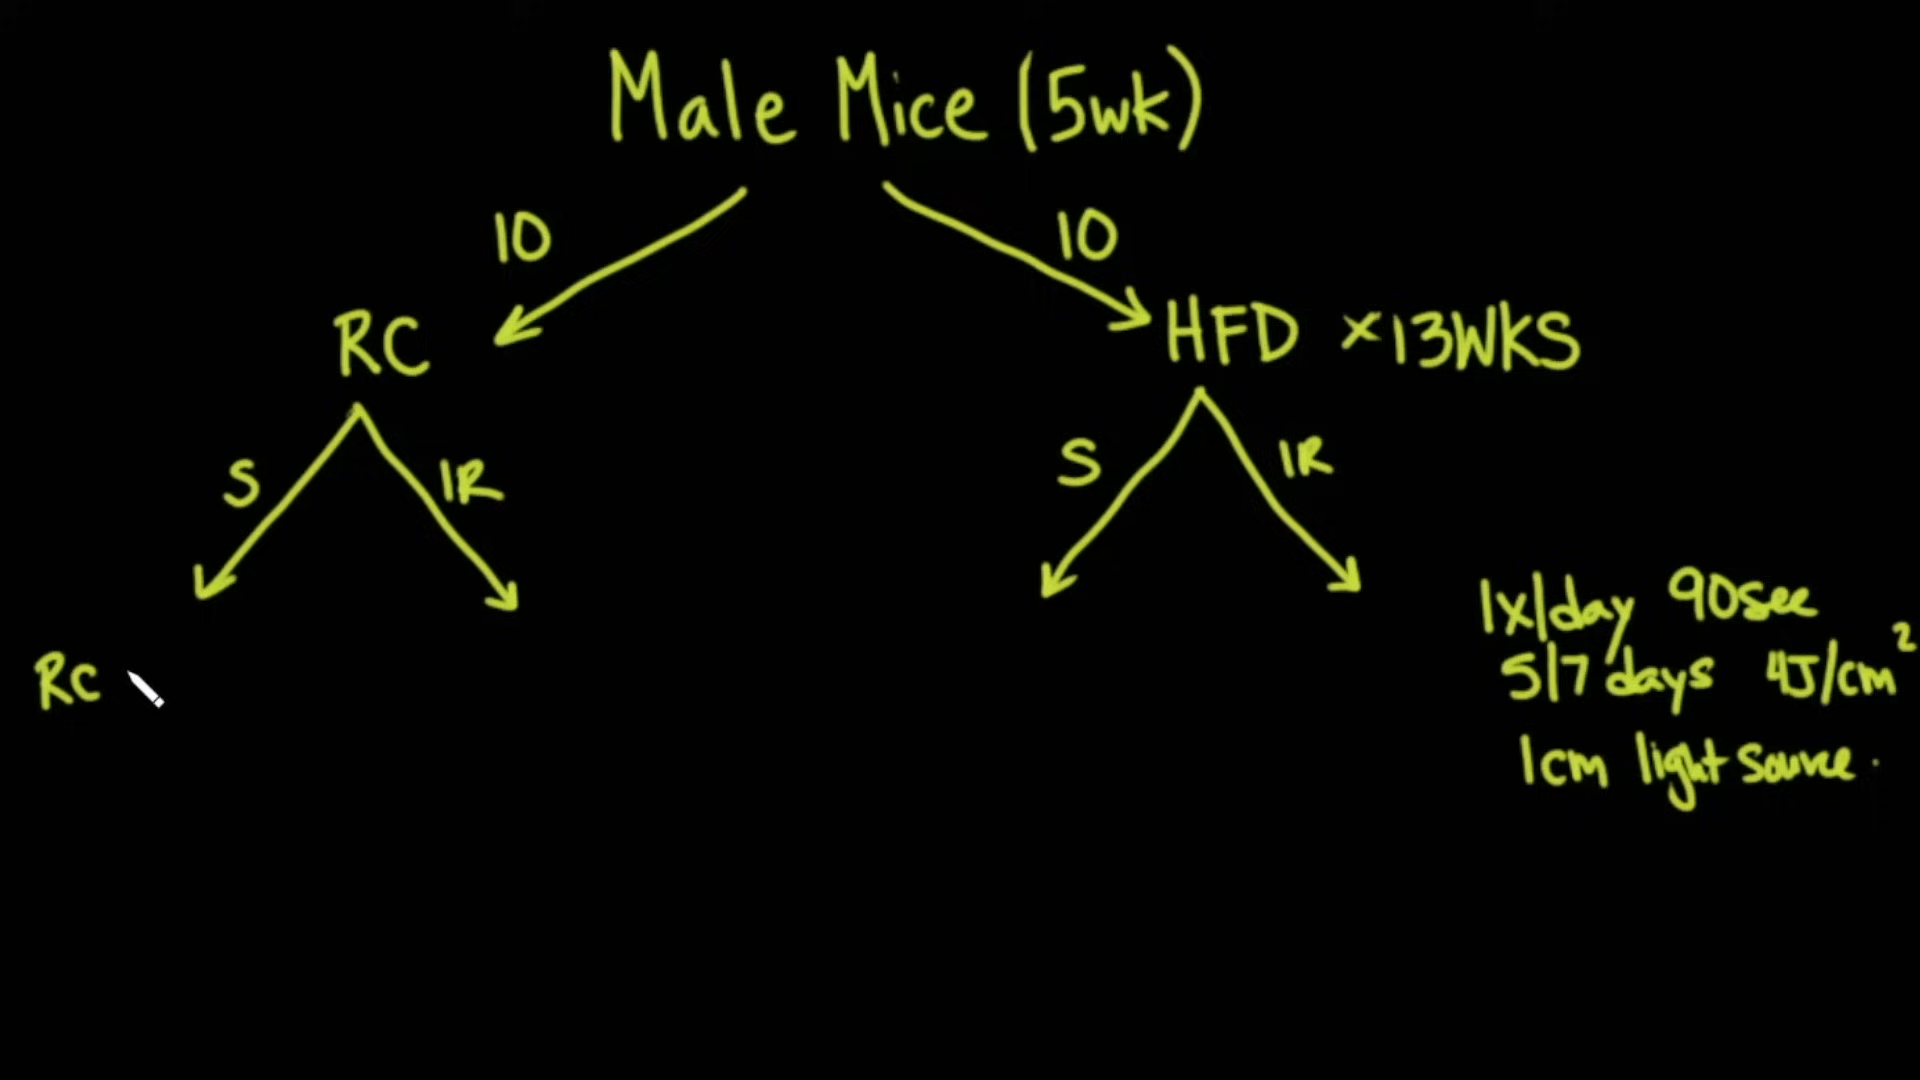 Male Mice (5wk)
10 10
RC HFD ×13WKS
S IR S IR
1x/day 90sec
5/7 days 4J/cm²
1cm light source.
Rc